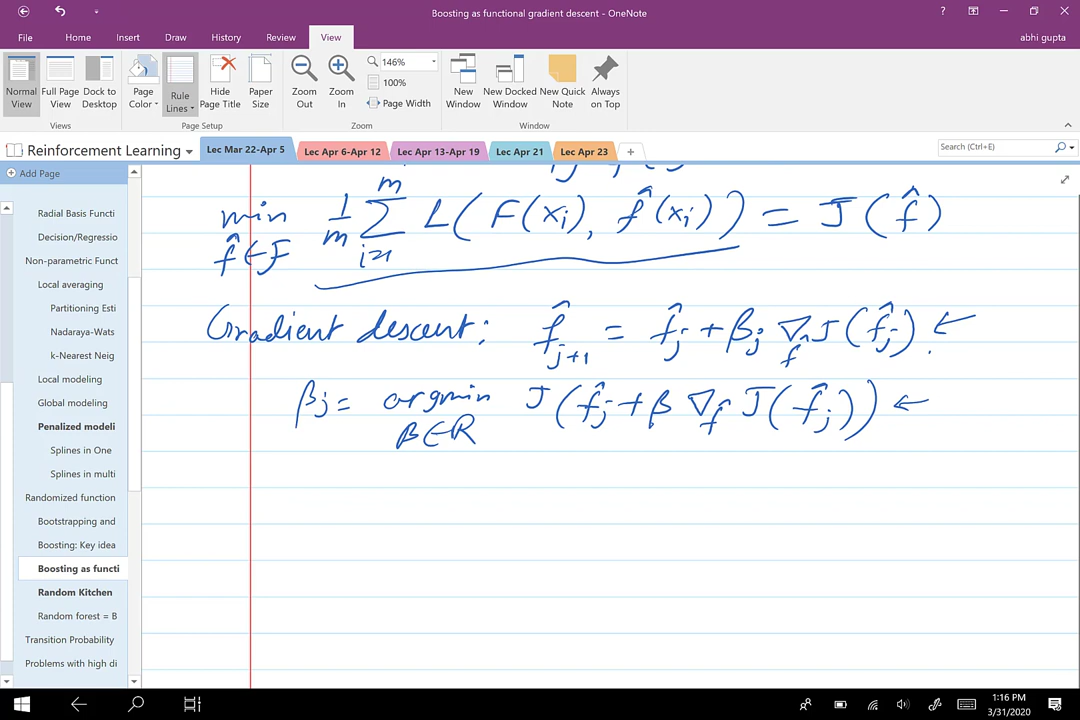 Boosting as functional gradient descent - OneNote
File Home Insert Draw History Review View
abhi gupta
Normal View
Full Page View
Dock to Desktop
Page Color
Rule Lines
Hide Page Title
Paper Size
Zoom Out
Zoom In
146%
100%
Page Width
New Window
New Docked Window
New Quick Note
Always on Top
Views Page Setup Zoom Window
Reinforcement Learning
Lec Mar 22-Apr 5
Lec Apr 6-Apr 12
Lec Apr 13-Apr 19
Lec Apr 21
Lec Apr 23
+
Search (Ctrl+E)
Add Page
Radial Basis Functi
Decision/Regressio
Non-parametric Funct
Local averaging
Partitioning Esti
Nadaraya-Wats
k-Nearest Neig
Local modeling
Global modeling
Penalized modeli
Splines in One
Splines in multi
Randomized function
Bootstrapping and
Boosting: Key idea
Boosting as functi
Random Kitchen
Random forest = B
Transition Probability
Problems with high di
min f̂∈F 1/m Σ_{i=1}^{m} L(F(xi), f̂(xi)) = J(f̂)
Gradient descent: f̂_{j+1} = f̂_j + β_j ∇_f̂ J(f̂_j) ←
β_j = argmin β∈R J(f̂_j + β ∇_f̂ J(f̂_j)) ←
1:16 PM
3/31/2020